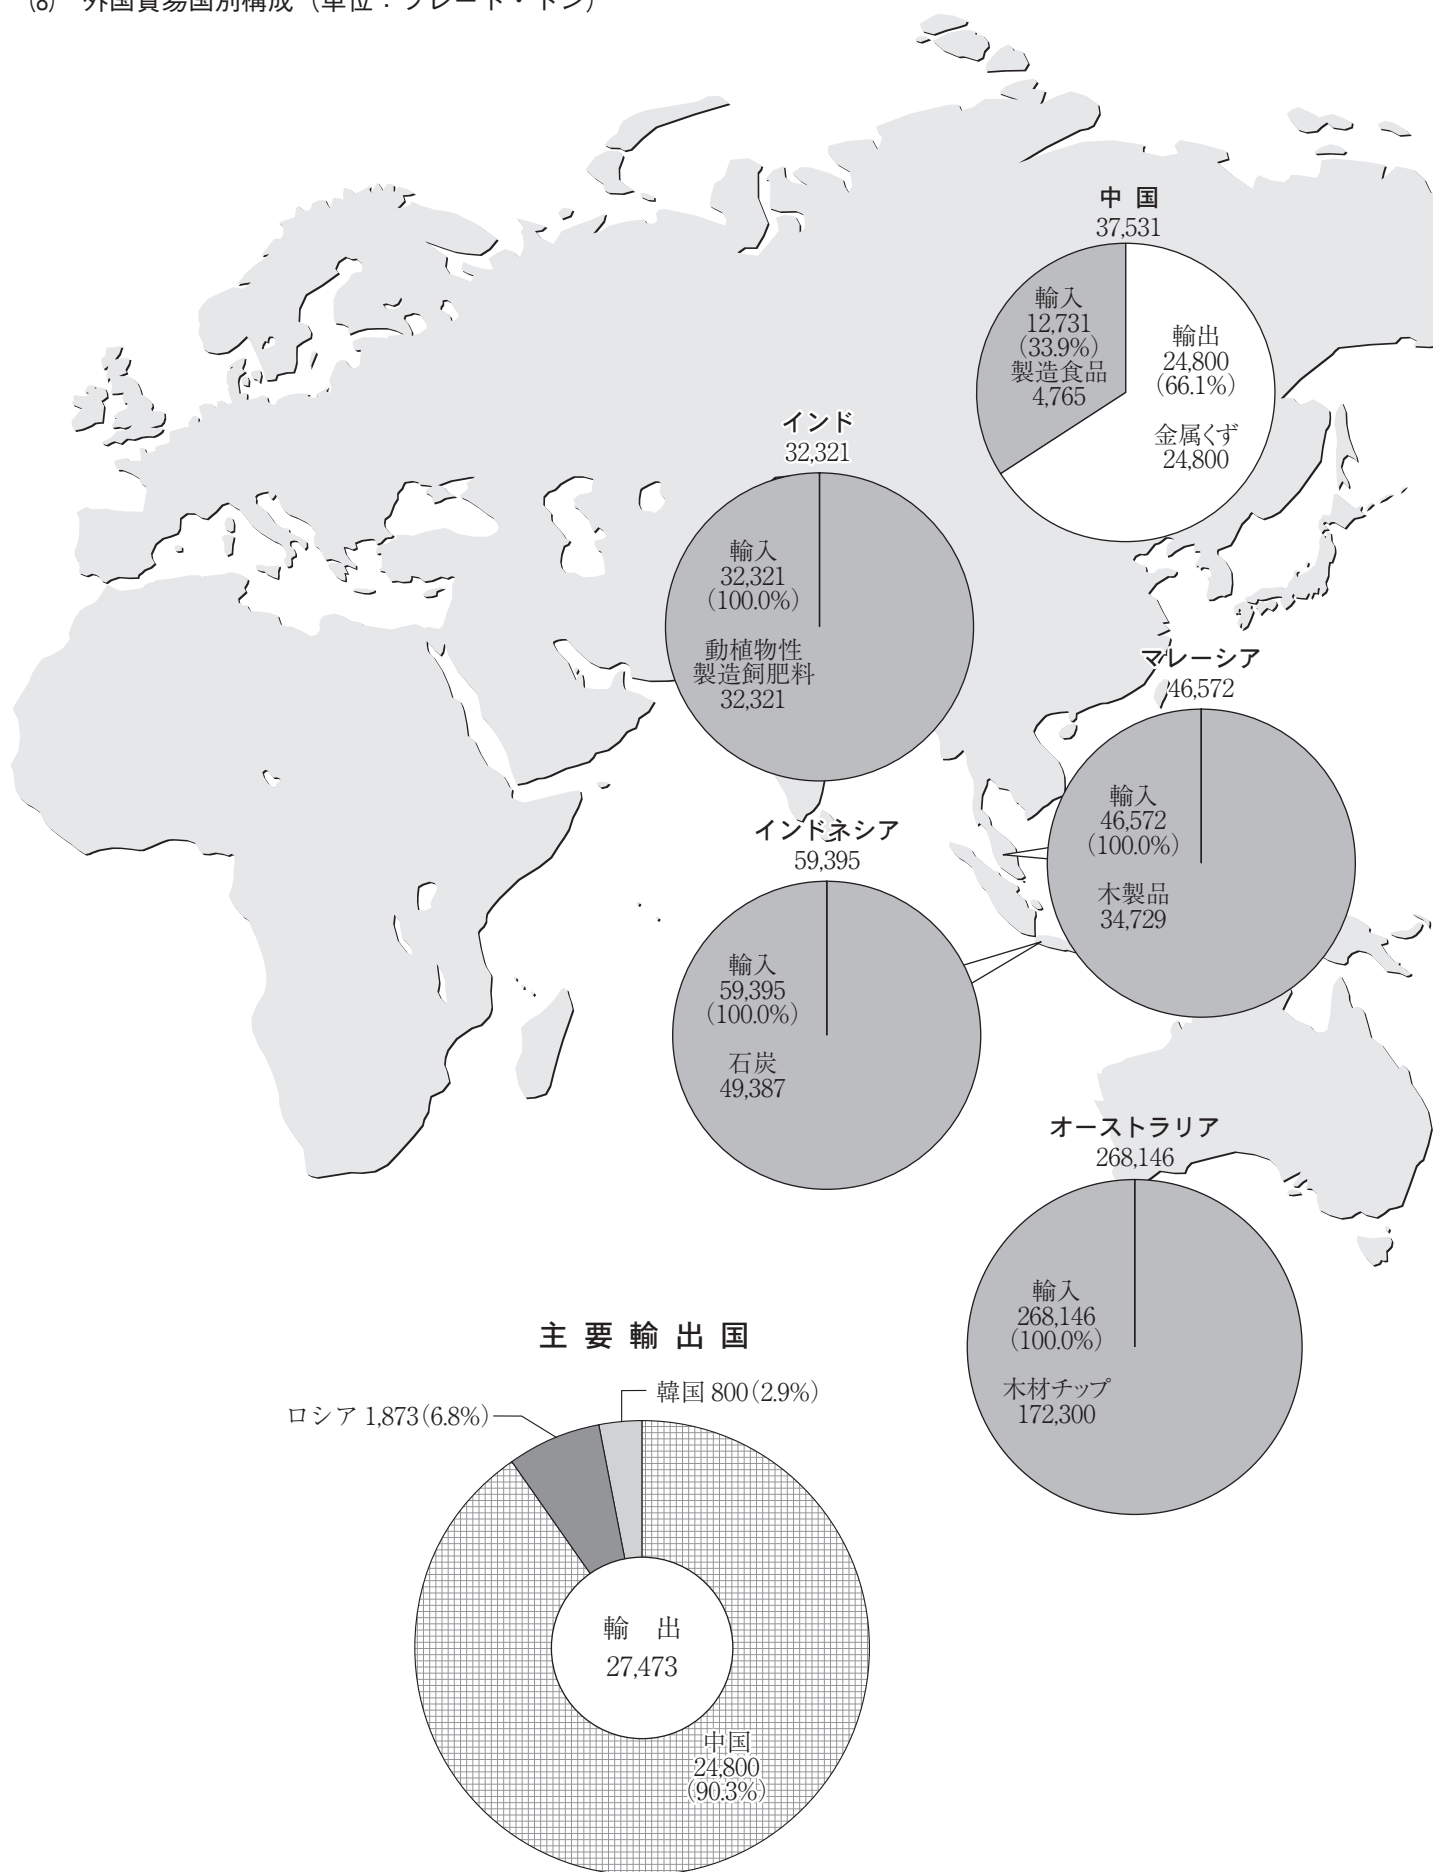 ⑻ 外国貿易国別構成（単位：フレート・トン）
中 国
37,531
輸入
12,731
(33.9%)
製造食品
4,765
輸出
24,800
(66.1%)
金属くず
24,800
インド
32,321
輸入
32,321
(100.0%)
動植物性
製造飼肥料
32,321
マレーシア
46,572
輸入
46,572
(100.0%)
木製品
34,729
インドネシア
59,395
輸入
59,395
(100.0%)
石炭
49,387
オーストラリア
268,146
輸入
268,146
(100.0%)
木材チップ
172,300
主 要 輸 出 国
韓国 800(2.9%)
ロシア 1,873(6.8%)
輸 出
27,473
中国
24,800
(90.3%)